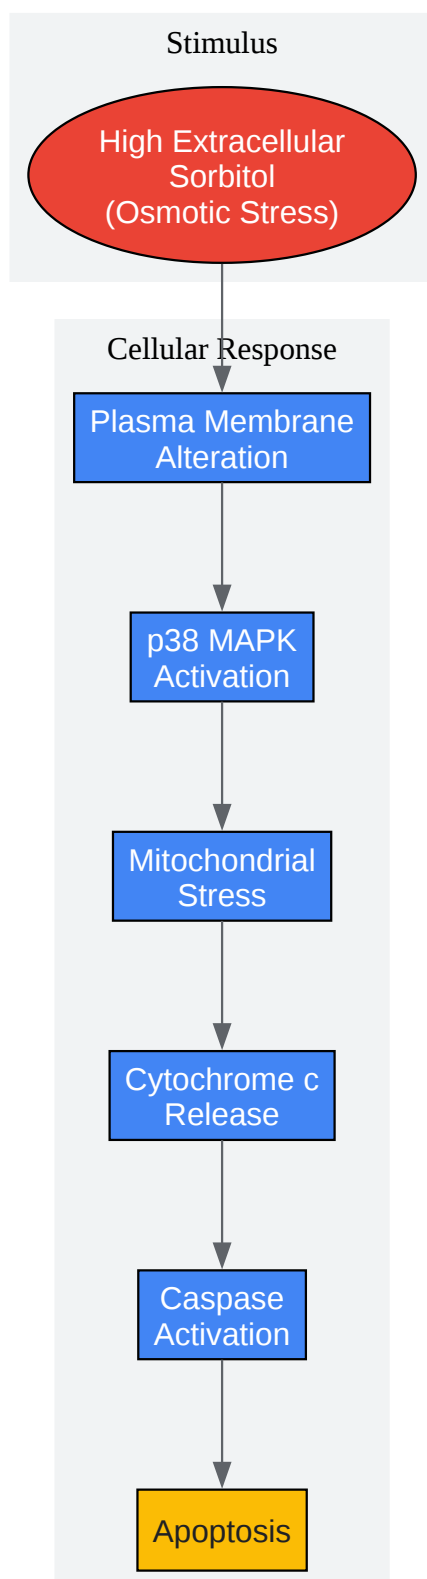 Stimulus
High Extracellular
Sorbitol
(Osmotic Stress)
Cellular Response
Plasma Membrane
Alteration
p38 MAPK
Activation
Mitochondrial
Stress
Cytochrome c
Release
Caspase
Activation
Apoptosis